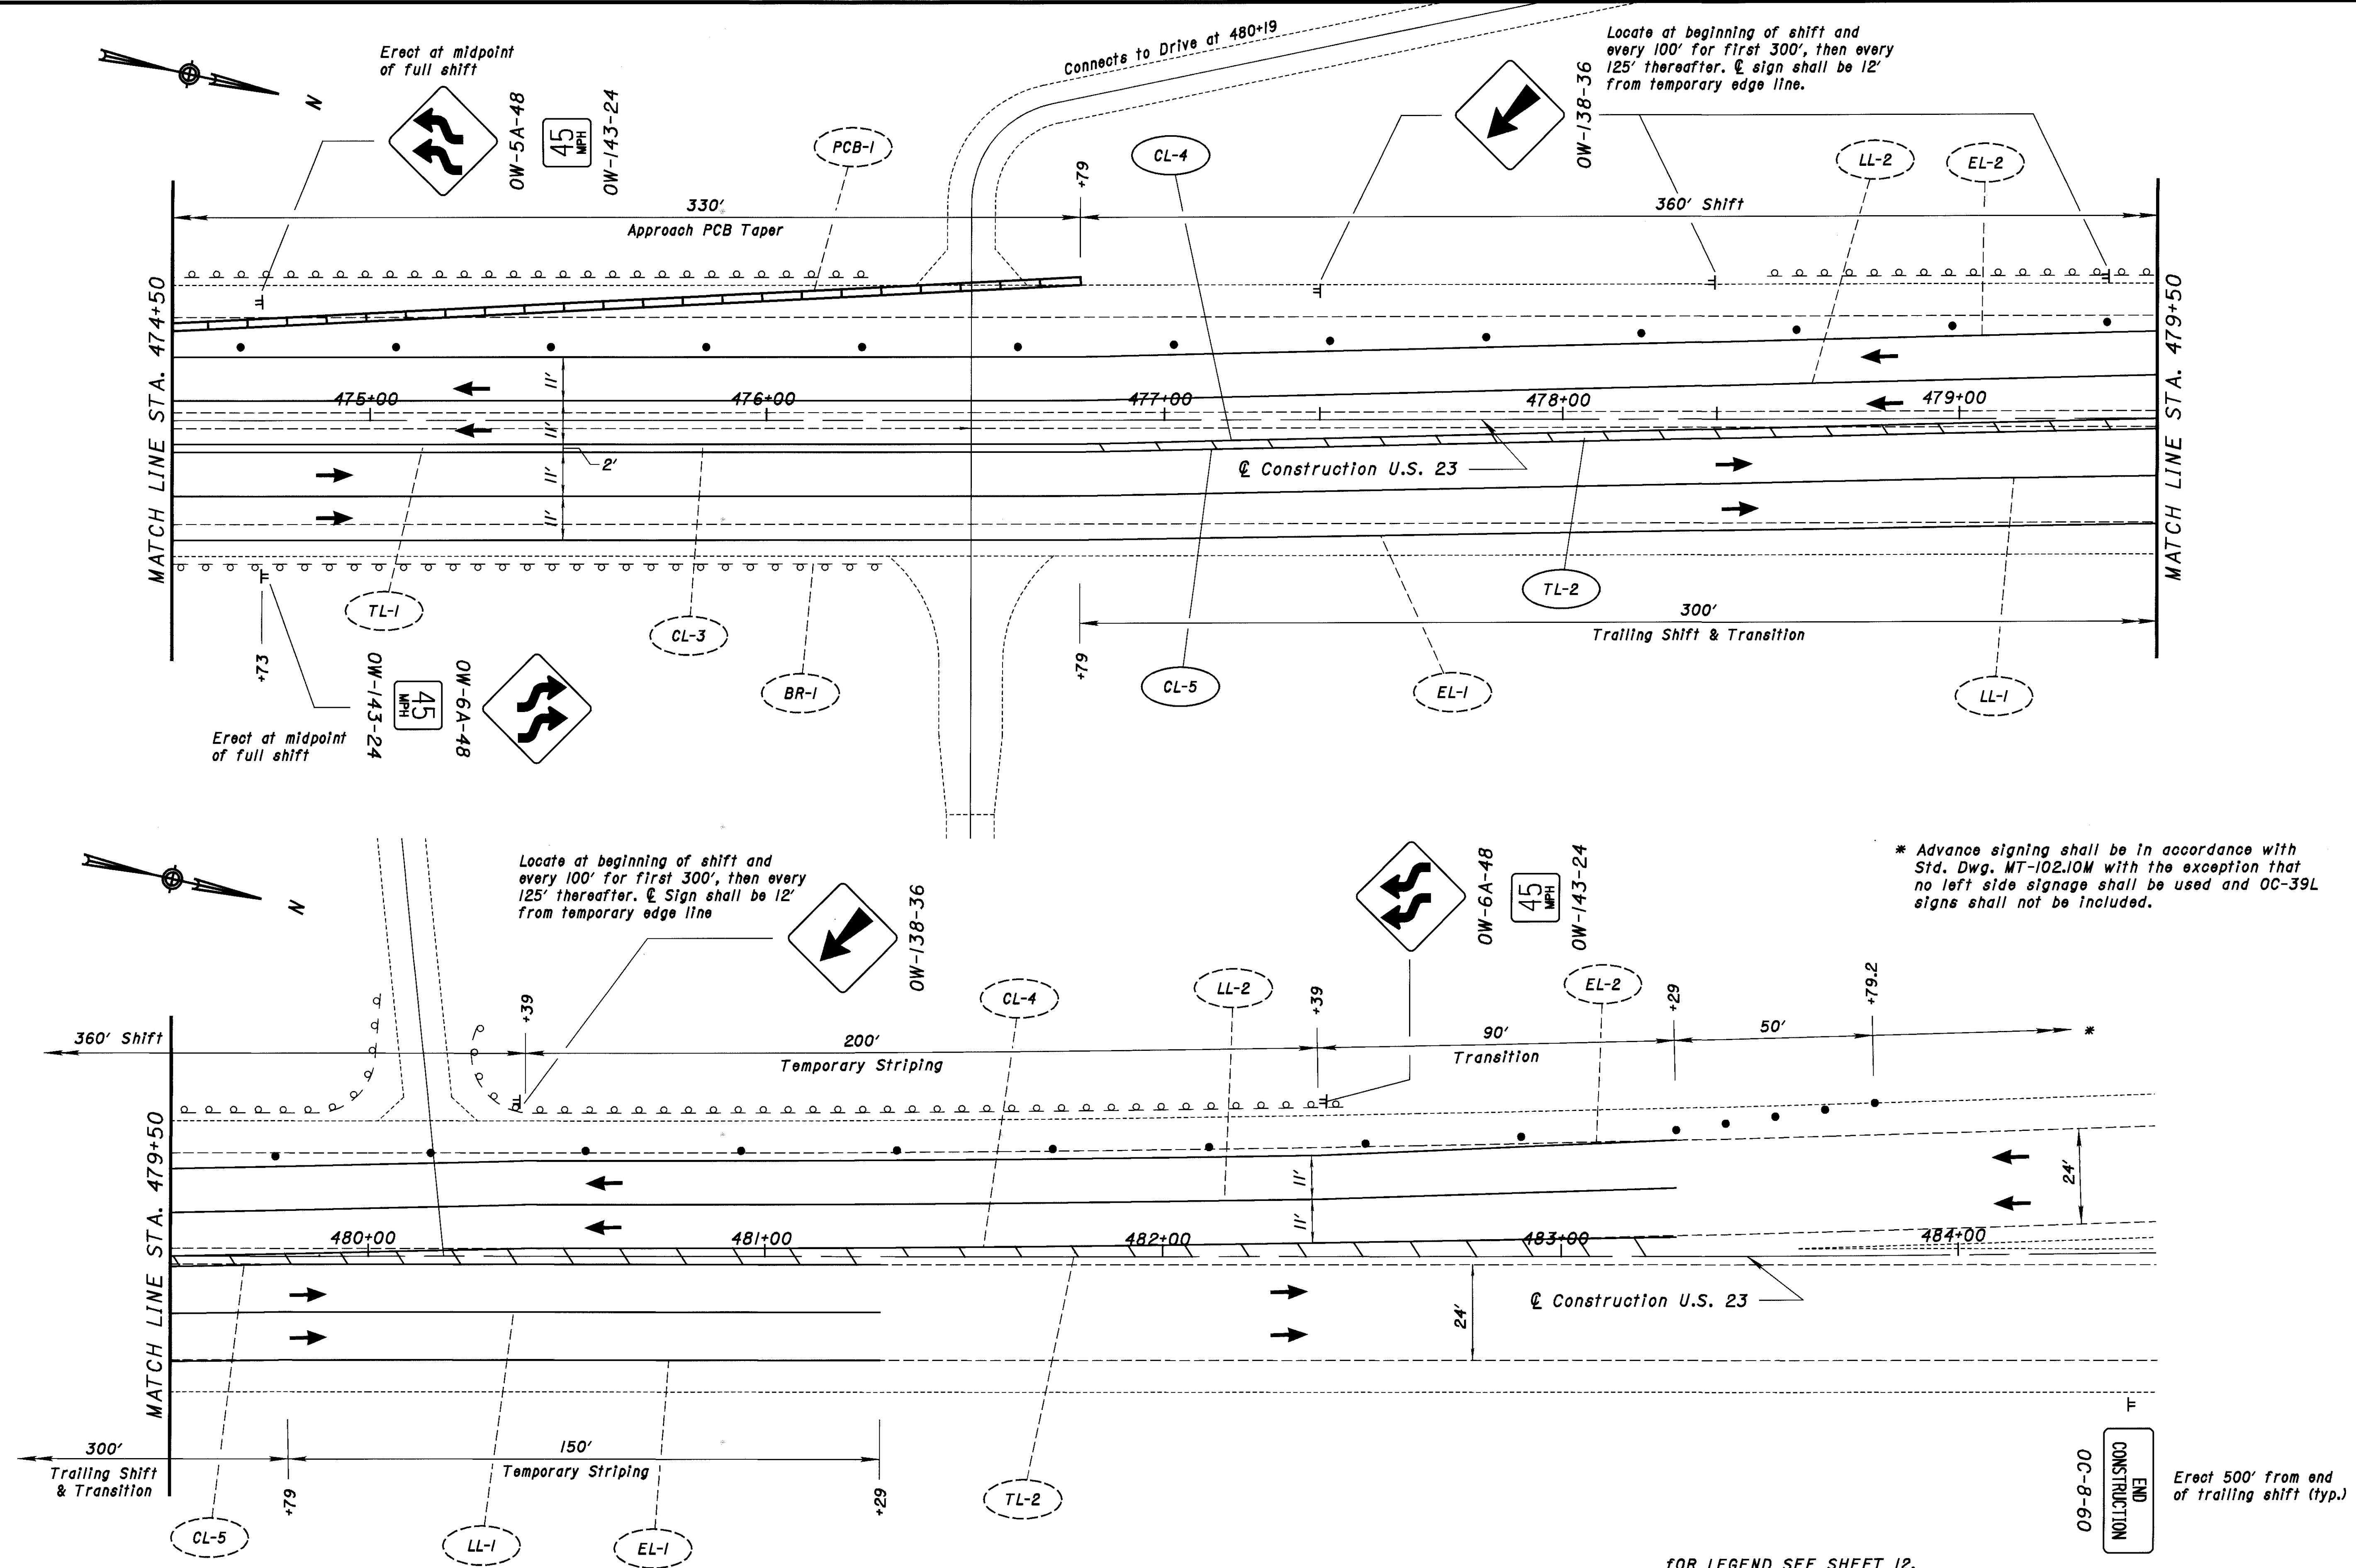 Erect at midpoint
of full shift
N
OW-5A-48
45
MPH
OW-143-24
PCB-1
Connects to Drive at 480+19
Locate at beginning of shift and
every 100' for first 300', then every
125' thereafter. ℄ sign shall be 12'
from temporary edge line.
OW-138-36
CL-4
LL-2
EL-2
+79
330'
Approach PCB Taper
360' Shift
MATCH LINE STA. 474+50
MATCH LINE STA. 479+50
11'
475+00
476+00
477+00
478+00
479+00
11'
2'
11'
11'
℄ Construction U.S. 23
TL-1
CL-3
BR-1
TL-2
300'
Trailing Shift & Transition
+73
+79
CL-5
EL-1
LL-1
OW-143-24
45
MPH
OW-6A-48
Erect at midpoint
of full shift
N
Locate at beginning of shift and
every 100' for first 300', then every
125' thereafter. ℄ Sign shall be 12'
from temporary edge line
OW-138-36
OW-6A-48
45
MPH
OW-143-24
* Advance signing shall be in accordance with
Std. Dwg. MT-102.10M with the exception that
no left side signage shall be used and OC-39L
signs shall not be included.
CL-4
LL-2
EL-2
+39
+39
+29
+79.2
360' Shift
200'
Temporary Striping
90'
Transition
50'
*
MATCH LINE STA. 479+50
11'
11'
24'
480+00
481+00
482+00
483+00
484+00
24'
℄ Construction U.S. 23
300'
Trailing Shift
& Transition
150'
Temporary Striping
+79
+29
CL-5
LL-1
EL-1
TL-2
OC-8-60
END
CONSTRUCTION
Erect 500' from end
of trailing shift (typ.)
fOR LEGEND SEE SHEET 12.